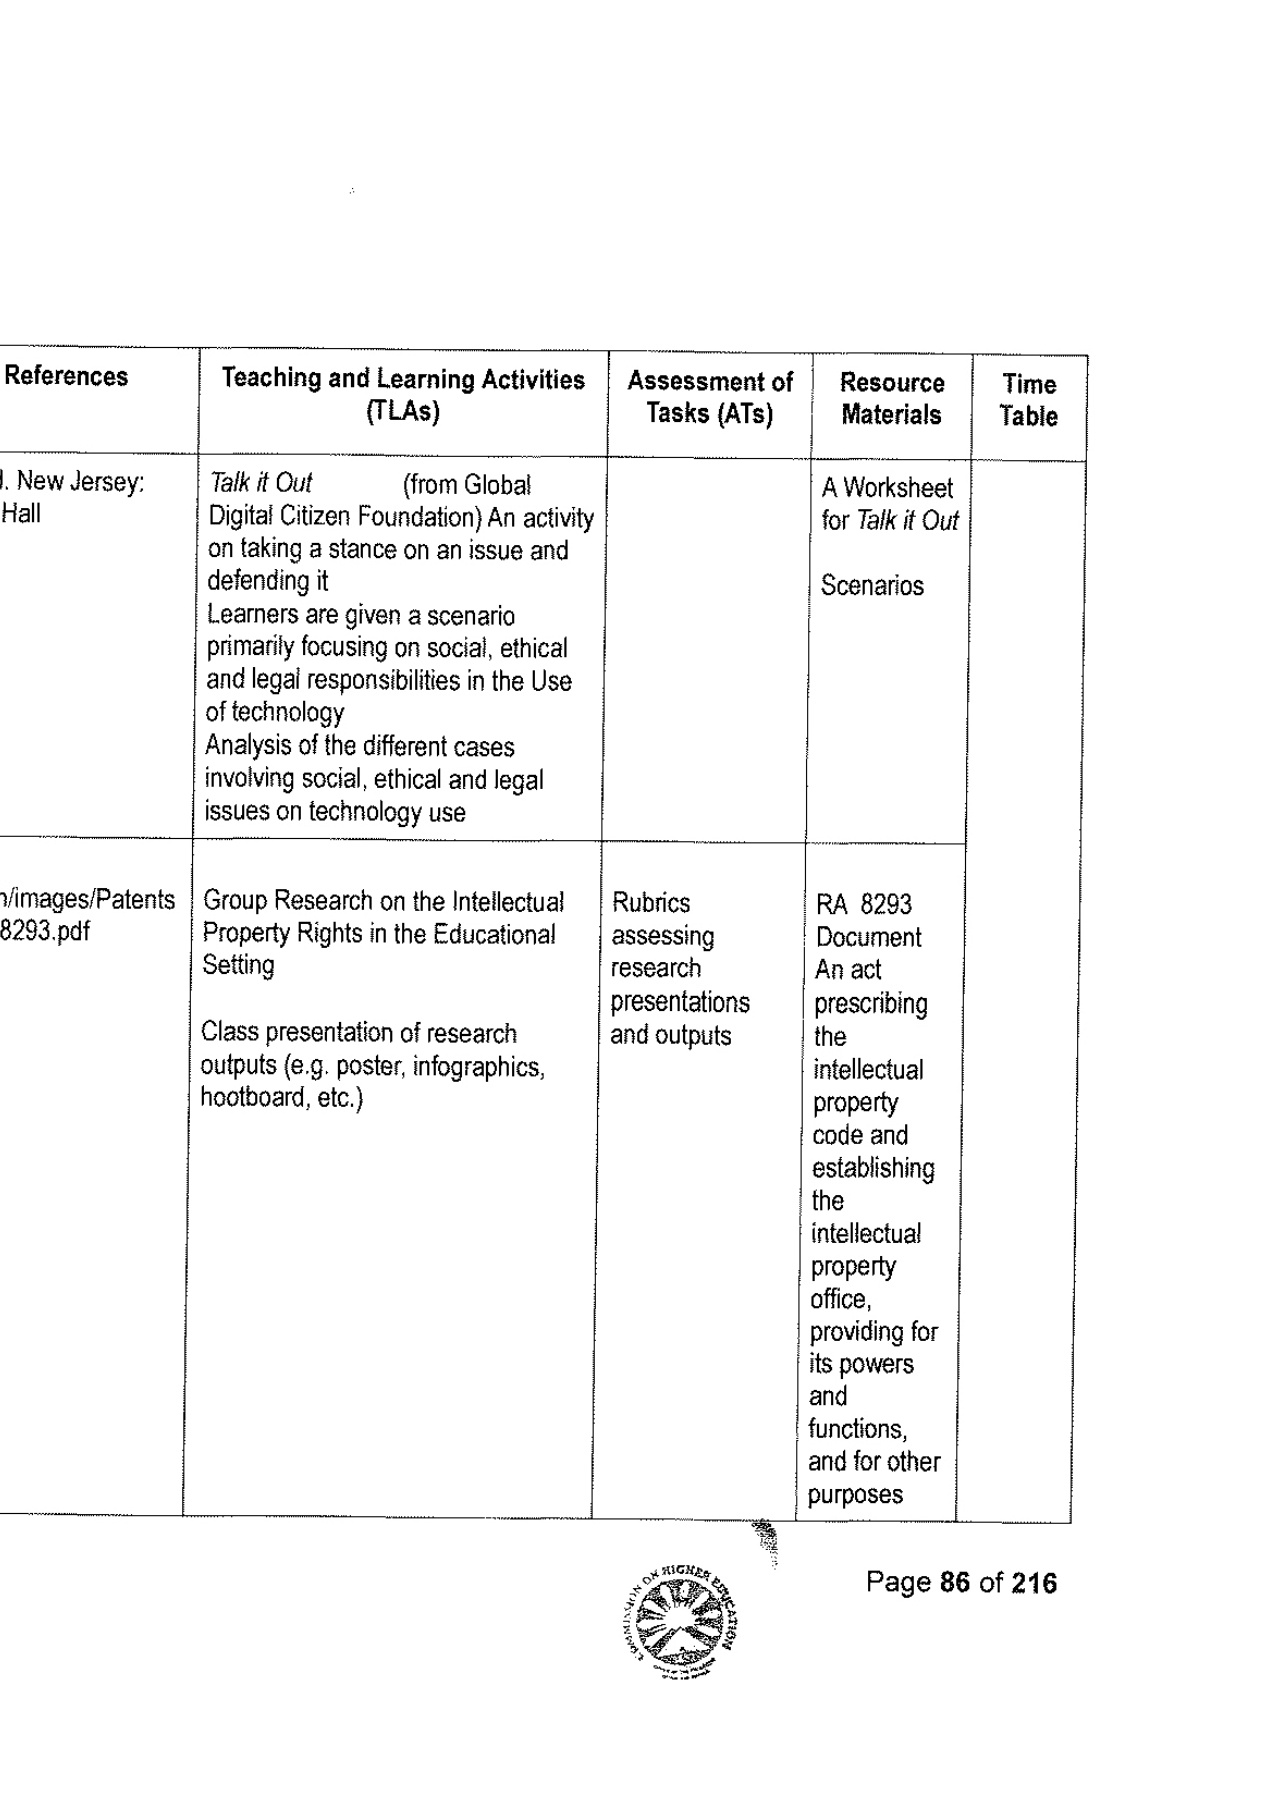 References
Teaching and Learning Activities
(TLAs)
Assessment of
Tasks (ATs)
Resource
Materials
Time
Table
. New Jersey:
Hall
Talk it Out (from Global
Digital Citizen Foundation) An activity
on taking a stance on an issue and
defending it
Learners are given a scenario
primarily focusing on social, ethical
and legal responsibilities in the Use
of technology
Analysis of the different cases
involving social, ethical and legal
issues on technology use
A Worksheet
for Talk it Out
Scenarios
/images/Patents
8293.pdf
Group Research on the Intellectual
Property Rights in the Educational
Setting
Class presentation of research
outputs (e.g. poster, infographics,
hootboard, etc.)
Rubrics
assessing
research
presentations
and outputs
RA 8293
Document
An act
prescribing
the
intellectual
property
code and
establishing
the
intellectual
property
office,
providing for
its powers
and
functions,
and for other
purposes
COMMISSION ON HIGHER EDUCATION
Page 86 of 216